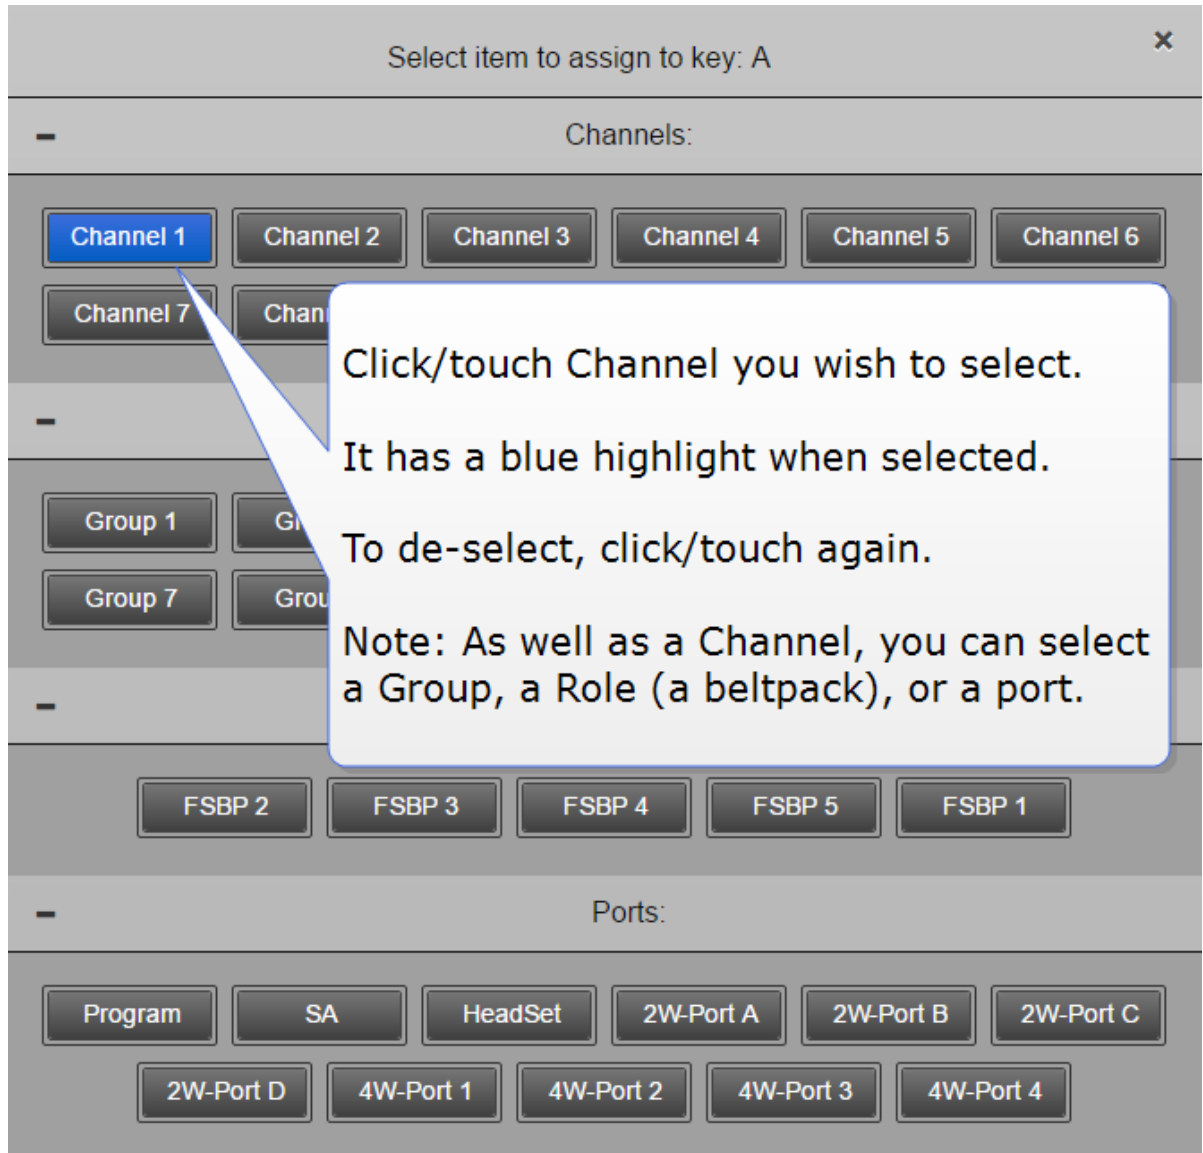 Select item to assign to key: A
×
Channels:
Channel 1 Channel 2 Channel 3 Channel 4 Channel 5 Channel 6
Channel 7
Click/touch Channel you wish to select.
It has a blue highlight when selected.
To de-select, click/touch again.
Note: As well as a Channel, you can select
a Group, a Role (a beltpack), or a port.
Group 1
Group 7
FSBP 2 FSBP 3 FSBP 4 FSBP 5 FSBP 1
Ports:
Program SA HeadSet 2W-Port A 2W-Port B 2W-Port C
2W-Port D 4W-Port 1 4W-Port 2 4W-Port 3 4W-Port 4